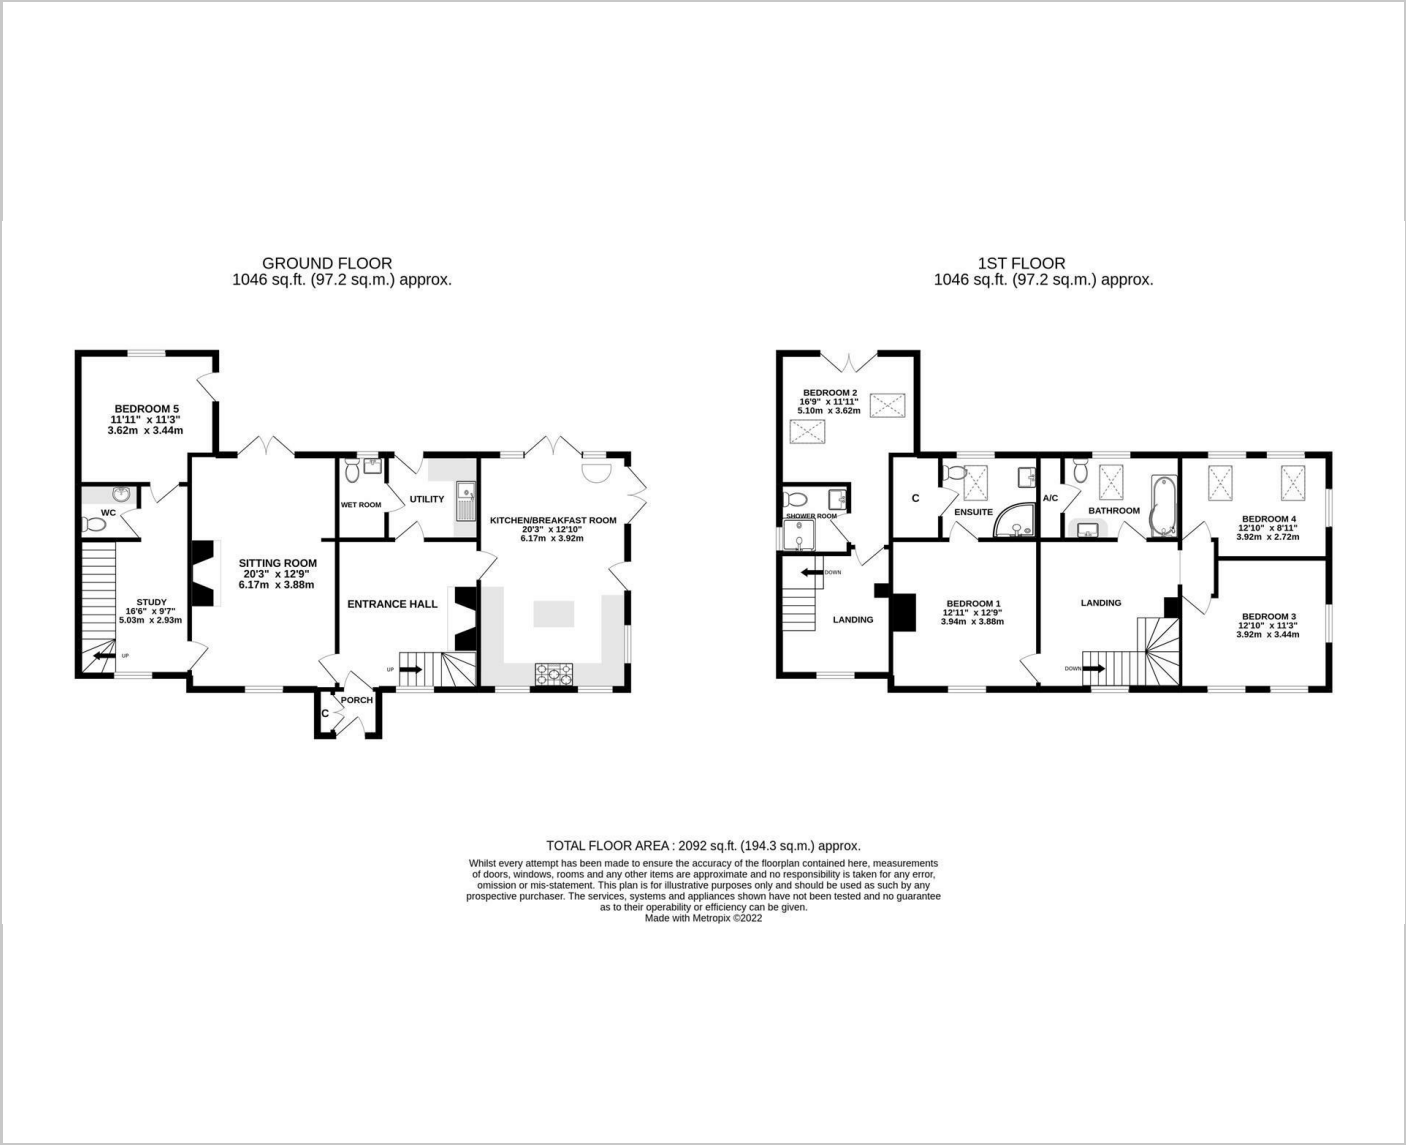 GROUND FLOOR
1046 sq.ft. (97.2 sq.m.) approx.
BEDROOM 5
11'11" x 11'3"
3.62m x 3.44m
WC
STUDY
16'6" x 9'7"
5.03m x 2.93m
UP
SITTING ROOM
20'3" x 12'9"
6.17m x 3.88m
WET ROOM
UTILITY
ENTRANCE HALL
UP
PORCH
C
KITCHEN/BREAKFAST ROOM
20'3" x 12'10"
6.17m x 3.92m
1ST FLOOR
1046 sq.ft. (97.2 sq.m.) approx.
BEDROOM 2
16'9" x 11'11"
5.10m x 3.62m
SHOWER ROOM
DOWN
LANDING
C
ENSUITE
BEDROOM 1
12'11" x 12'9"
3.94m x 3.88m
A/C
BATHROOM
LANDING
DOWN
BEDROOM 4
12'10" x 8'11"
3.92m x 2.72m
BEDROOM 3
12'10" x 11'3"
3.92m x 3.44m
TOTAL FLOOR AREA : 2092 sq.ft. (194.3 sq.m.) approx.
Whilst every attempt has been made to ensure the accuracy of the floorplan contained here, measurements
of doors, windows, rooms and any other items are approximate and no responsibility is taken for any error,
omission or mis-statement. This plan is for illustrative purposes only and should be used as such by any
prospective purchaser. The services, systems and appliances shown have not been tested and no guarantee
as to their operability or efficiency can be given.
Made with Metropix ©2022